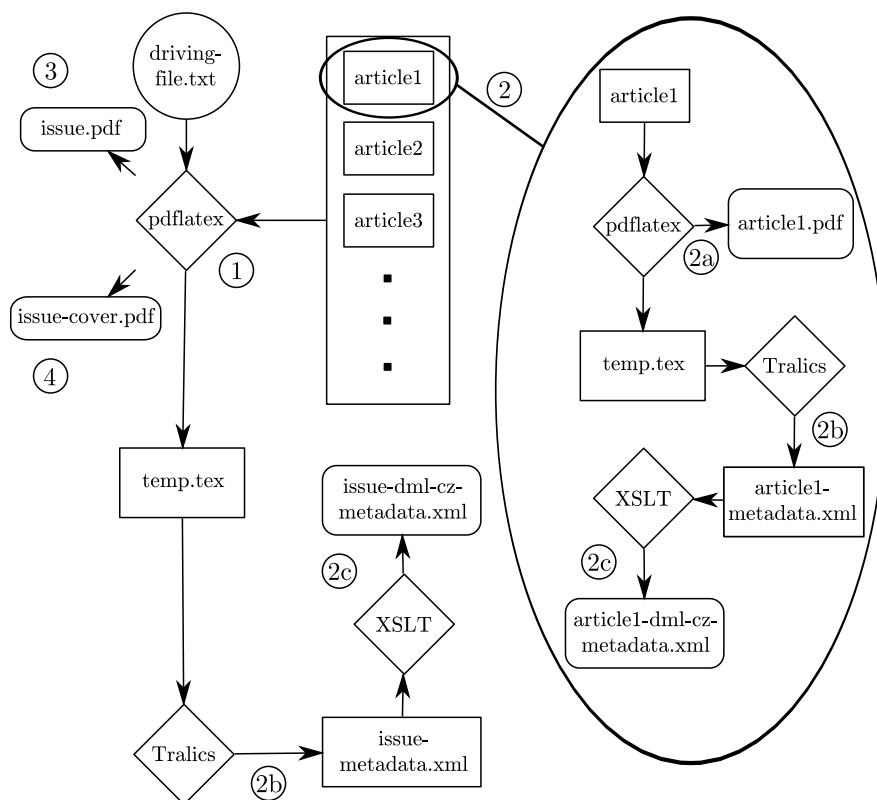 3
driving-
file.txt
issue.pdf
pdflatex
1
issue-cover.pdf
4
temp.tex
Tralics
2b
issue-
metadata.xml
XSLT
2c
issue-dml-cz-
metadata.xml
article1
article2
article3
2
article1
pdflatex
2a
article1.pdf
temp.tex
Tralics
2b
article1-
metadata.xml
XSLT
2c
article1-dml-cz-
metadata.xml